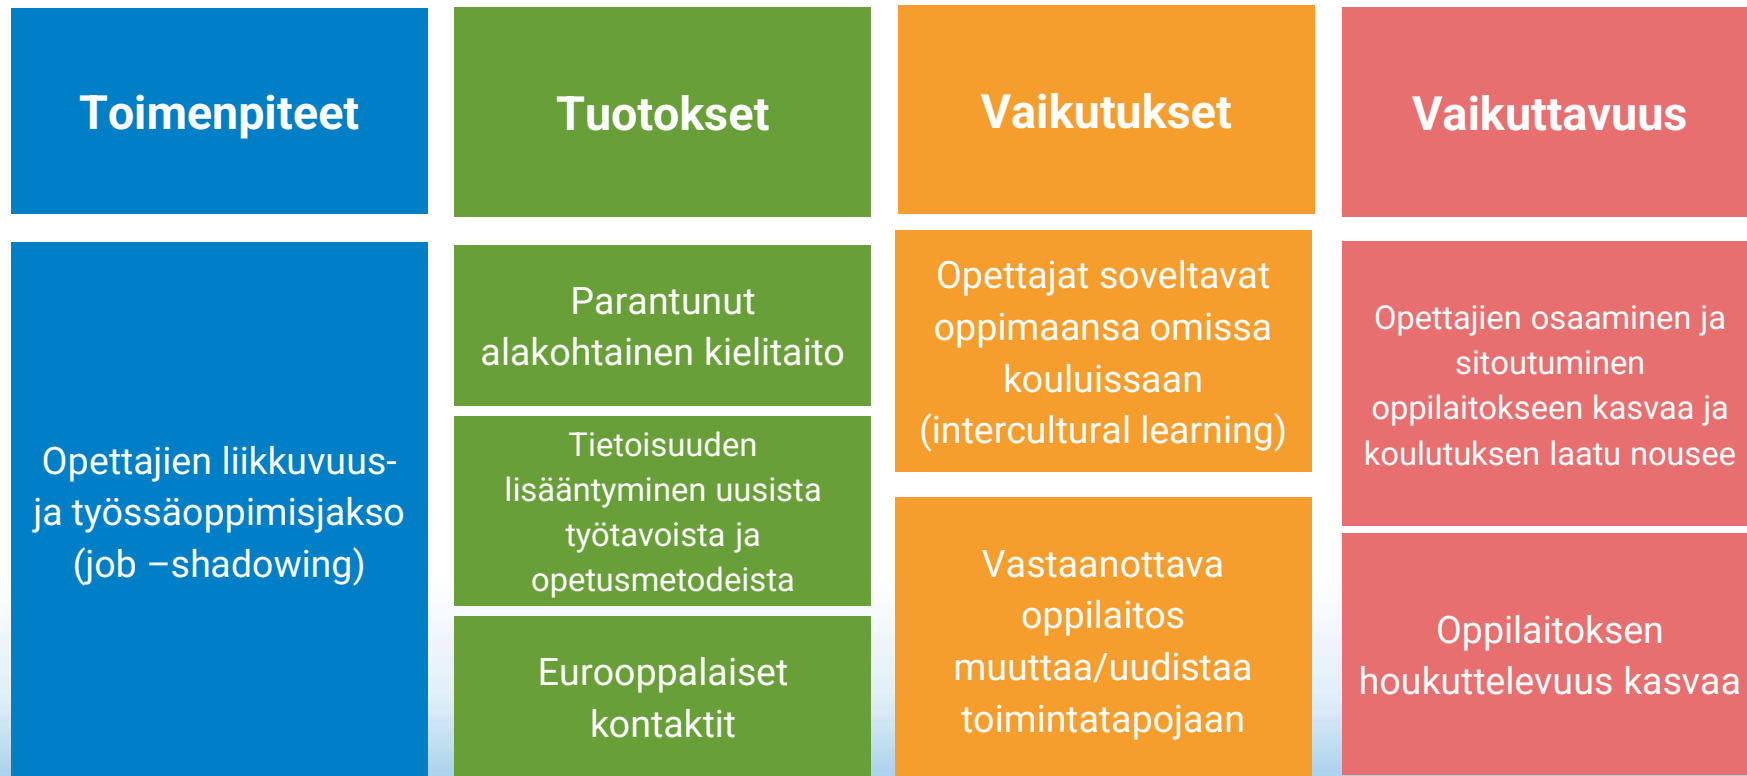 Toimenpiteet
Opettajien liikkuvuus-
ja työssäoppimisjakso
(job –shadowing)
Tuotokset
Parantunut
alakohtainen kielitaito
Tietoisuuden
lisääntyminen uusista
työtavoista ja
opetusmetodeista
Eurooppalaiset
kontaktit
Vaikutukset
Opettajat soveltavat
oppimaansa omissa
kouluissaan
(intercultural learning)
Vastaanottava
oppilaitos
muuttaa/uudistaa
toimintatapojaan
Vaikuttavuus
Opettajien osaaminen ja
sitoutuminen
oppilaitokseen kasvaa ja
koulutuksen laatu nousee
Oppilaitoksen
houkuttelevuus kasvaa